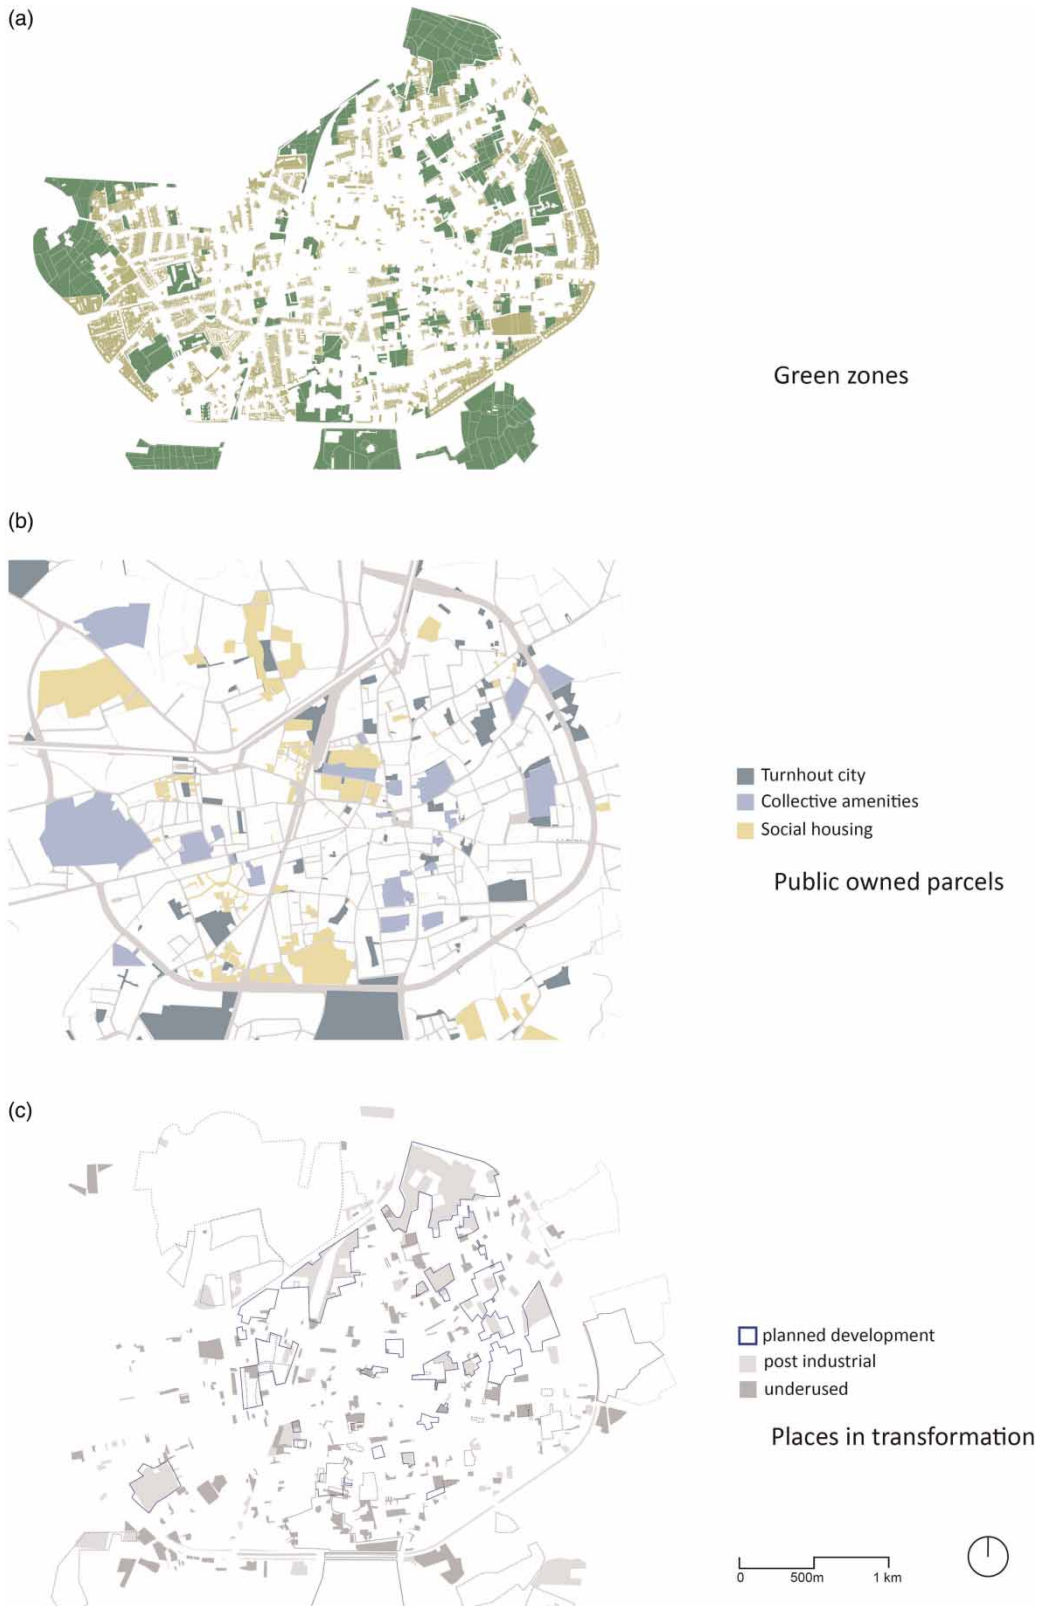 (a)
Green zones
(b)
Turnhout city
Collective amenities
Social housing
Public owned parcels
(c)
planned development
post industrial
underused
Places in transformation
0 500m 1 km